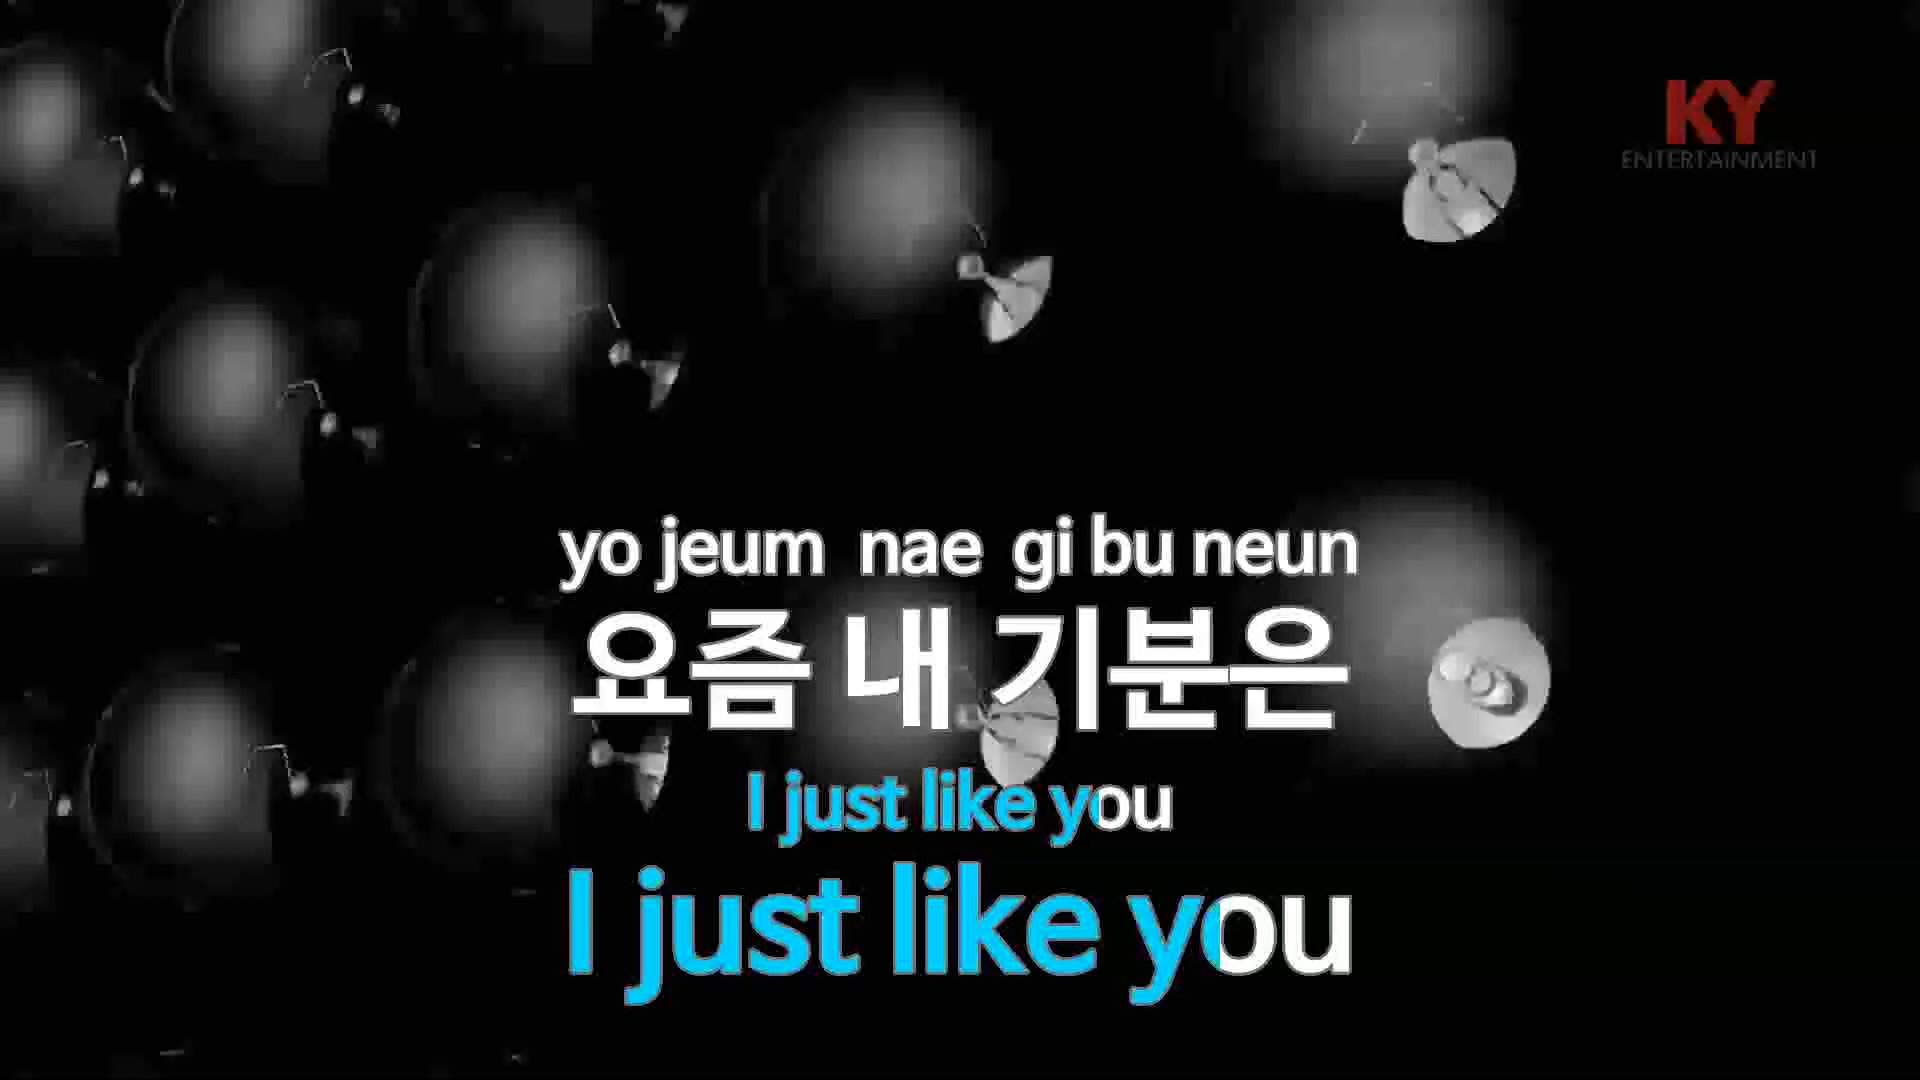 KY
ENTERTAINMENT
yo jeum nae gi bu neun
요즘 내 기분은
I just like you
I just like you